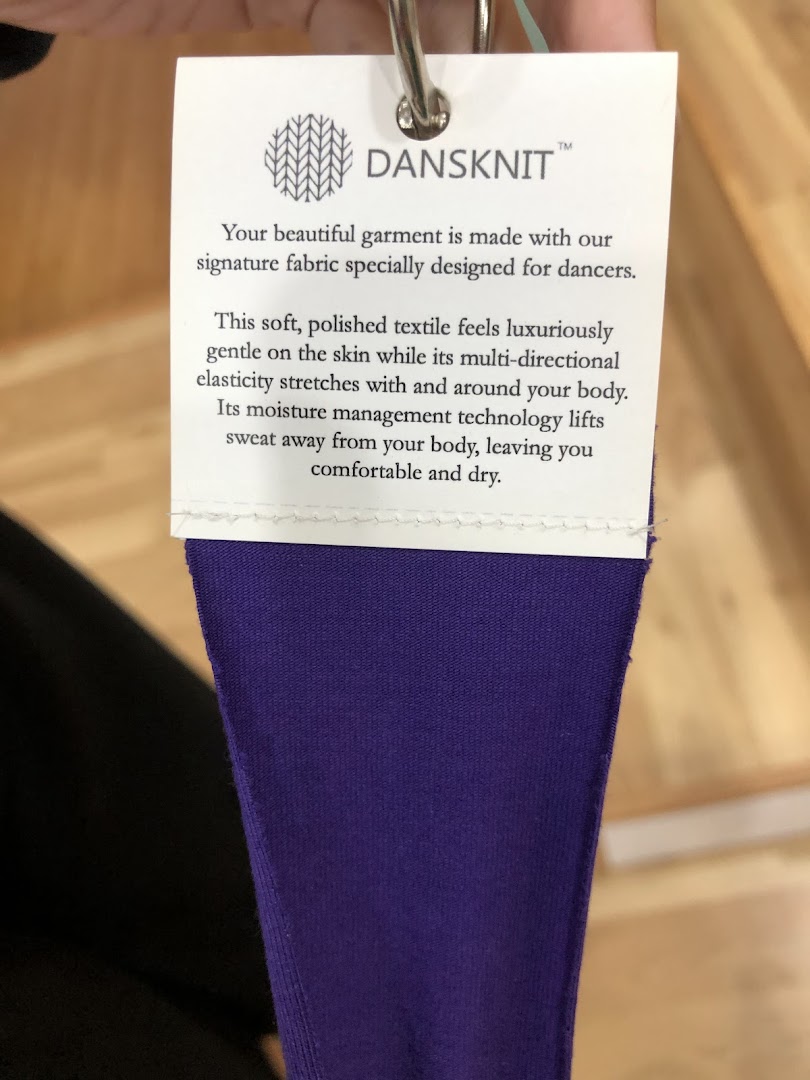 DANSKNIT™
Your beautiful garment is made with our
signature fabric specially designed for dancers.
This soft, polished textile feels luxuriously
gentle on the skin while its multi-directional
elasticity stretches with and around your body.
Its moisture management technology lifts
sweat away from your body, leaving you
comfortable and dry.